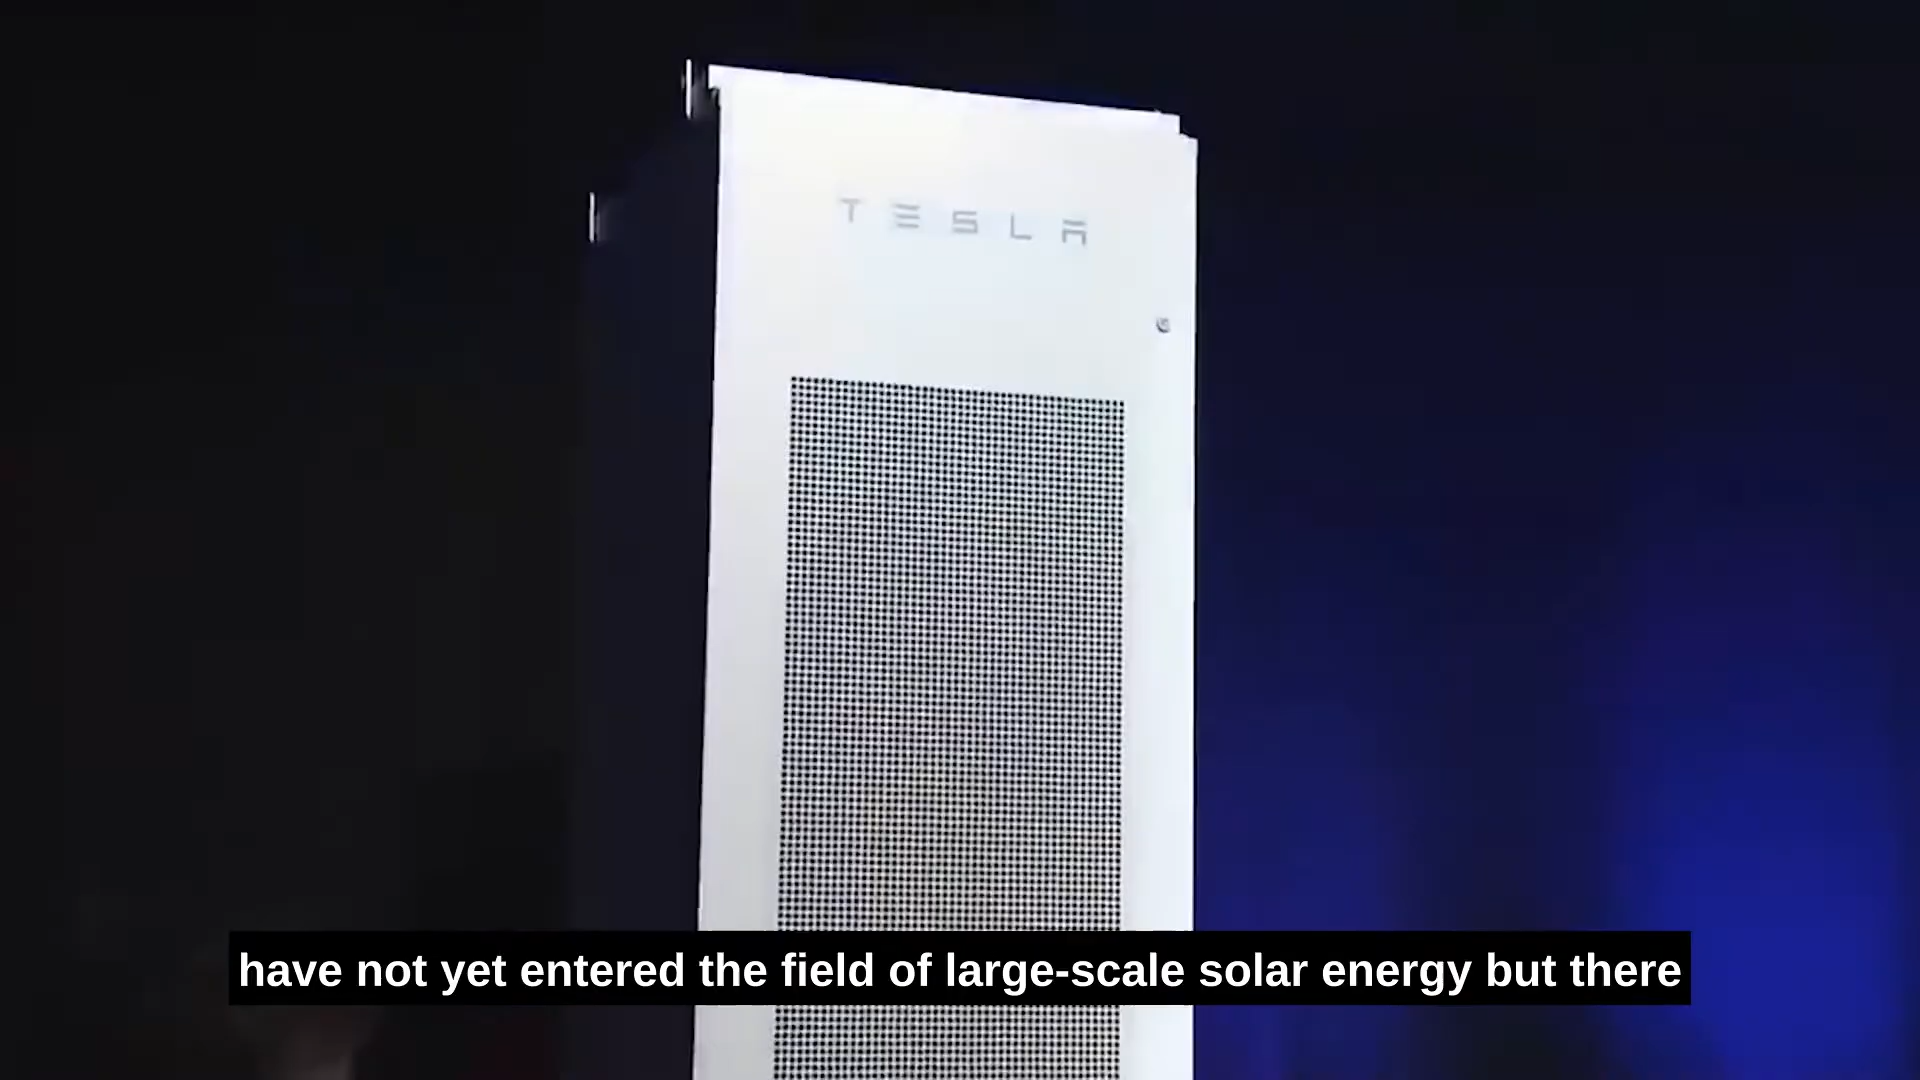 TESLA
have not yet entered the field of large-scale solar energy but there